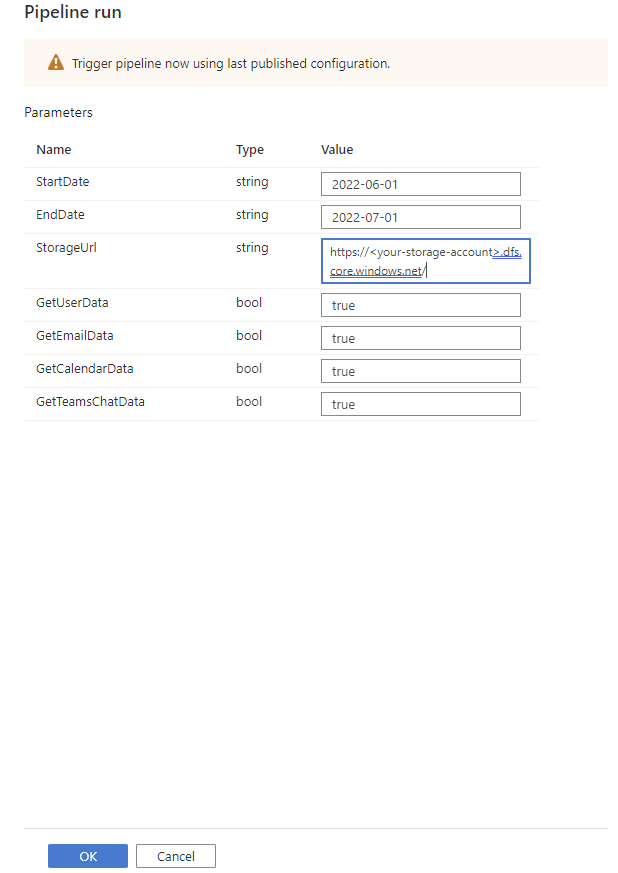 Pipeline run
Trigger pipeline now using last published configuration.
Parameters
Name Type Value
StartDate string 2022-06-01
EndDate string 2022-07-01
StorageUrl string https://<your-storage-account>.dfs.
core.windows.net/
GetUserData bool true
GetEmailData bool true
GetCalendarData bool true
GetTeamsChatData bool true
OK Cancel